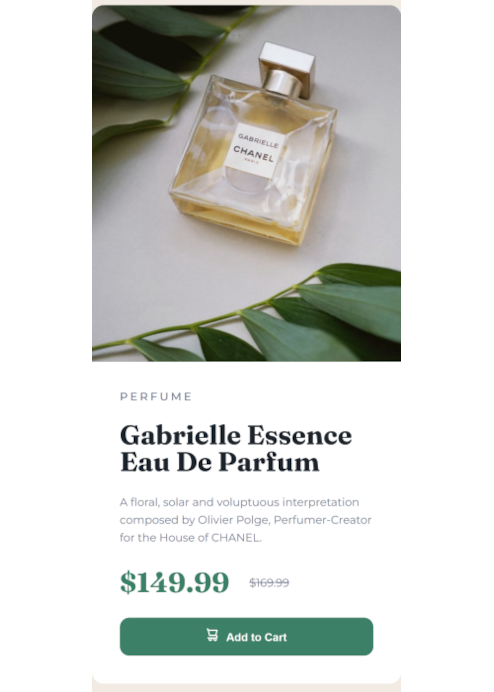 GABRIELLE
CHANEL
PARIS
PERFUME
Gabrielle Essence
Eau De Parfum
A floral, solar and voluptuous interpretation
composed by Olivier Polge, Perfumer-Creator
for the House of CHANEL.
$149.99 $169.99
Add to Cart